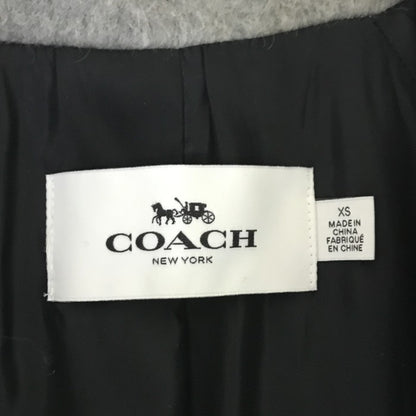 COACH
NEW YORK
XS
MADE IN
CHINA
FABRIQUÉ
EN CHINE